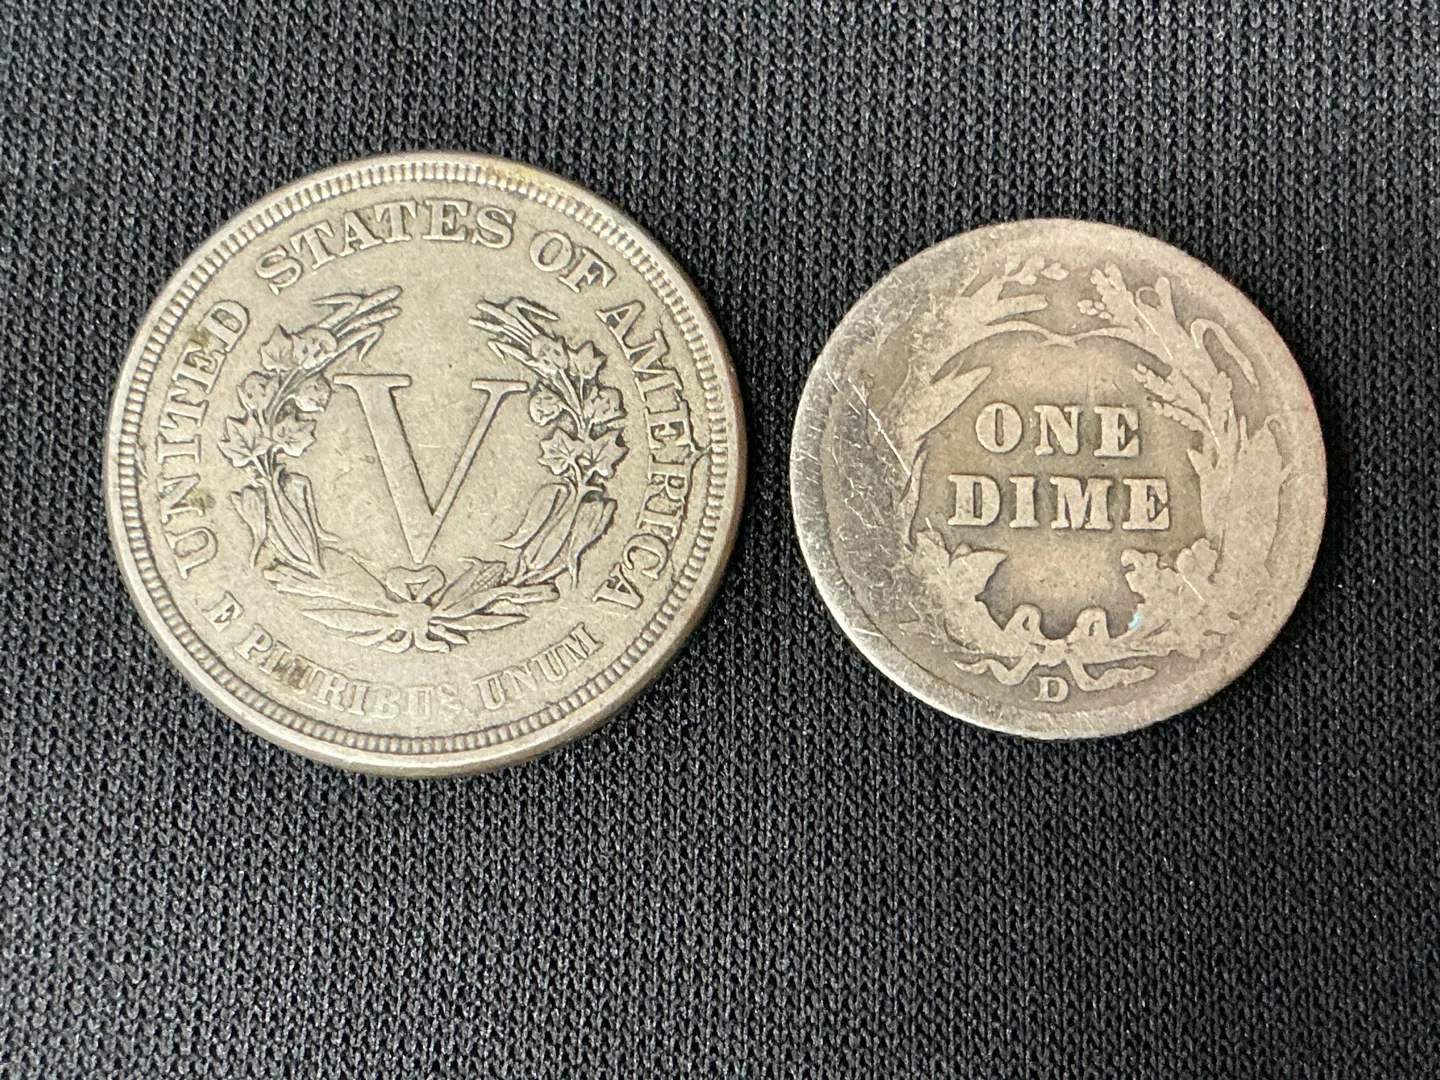 UNITED STATES OF AMERICA
V
E PLURIBUS UNUM
ONE
DIME
D